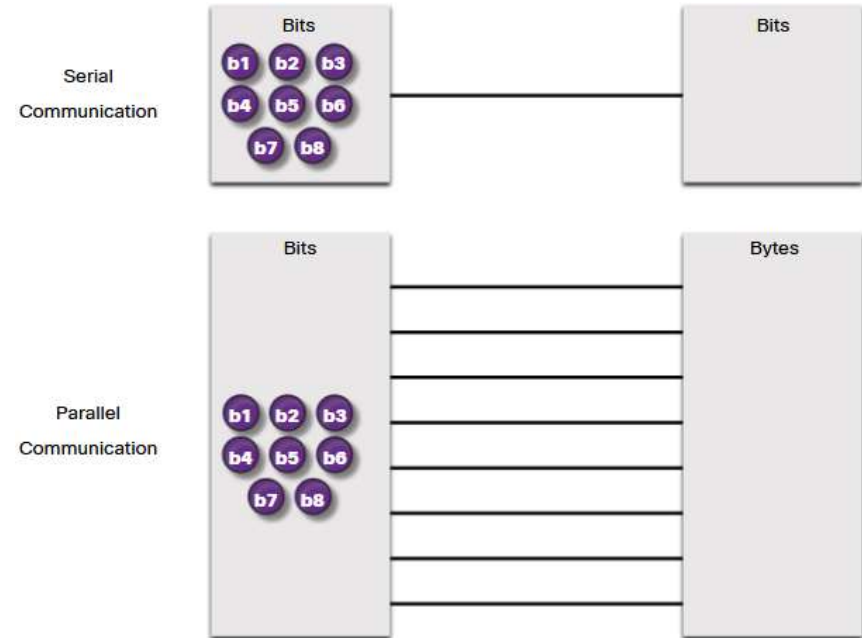 Bits
Bits
Serial
Communication
b1 b2 b3
b4 b5 b6
b7 b8
Bits
Bytes
Parallel
Communication
b1 b2 b3
b4 b5 b6
b7 b8